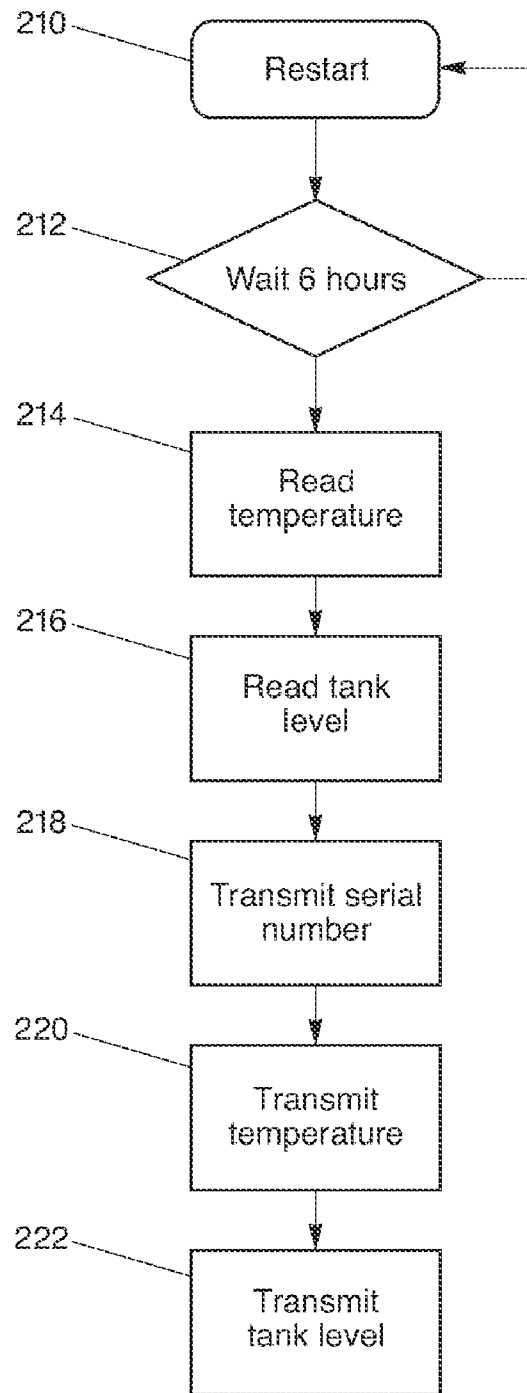 210
Restart
212
Wait 6 hours
214
Read
temperature
216
Read tank
level
218
Transmit serial
number
220
Transmit
temperature
222
Transmit
tank level